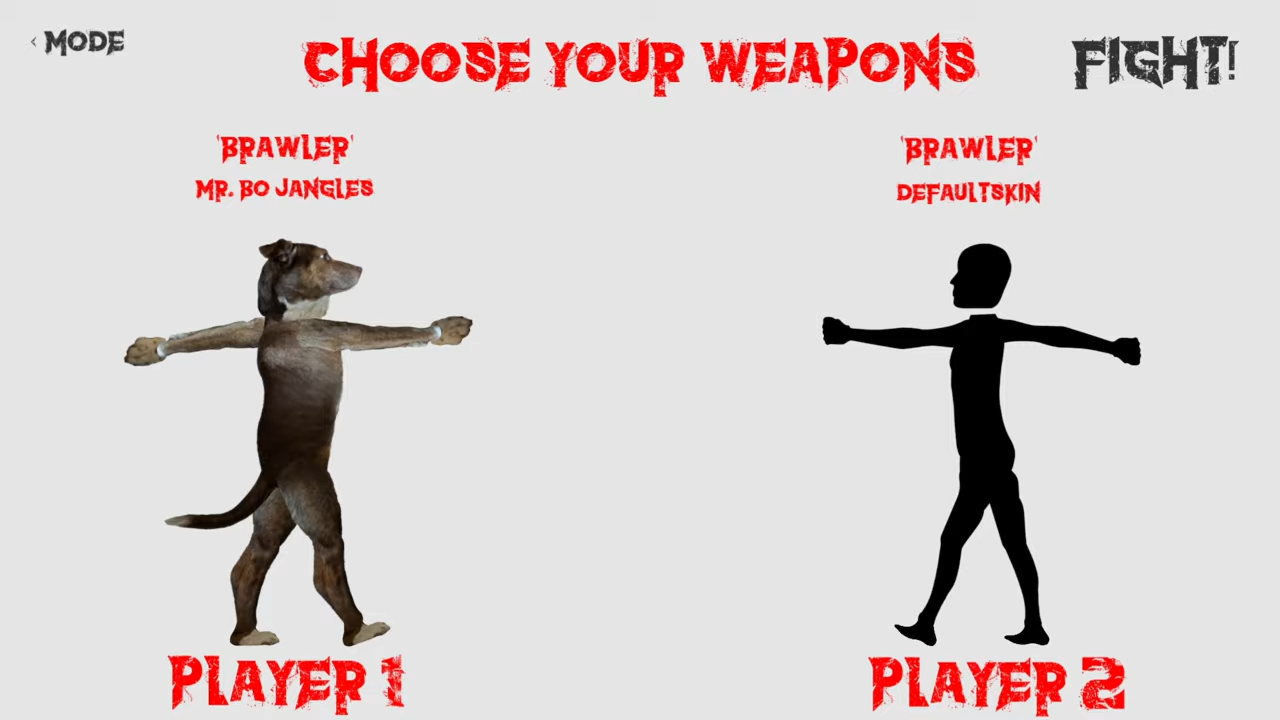 ‹ MODE
CHOOSE YOUR WEAPONS
FIGHT!
'BRAWLER'
MR. BO JANGLES
'BRAWLER'
DEFAULTSKIN
PLAYER 1
PLAYER 2